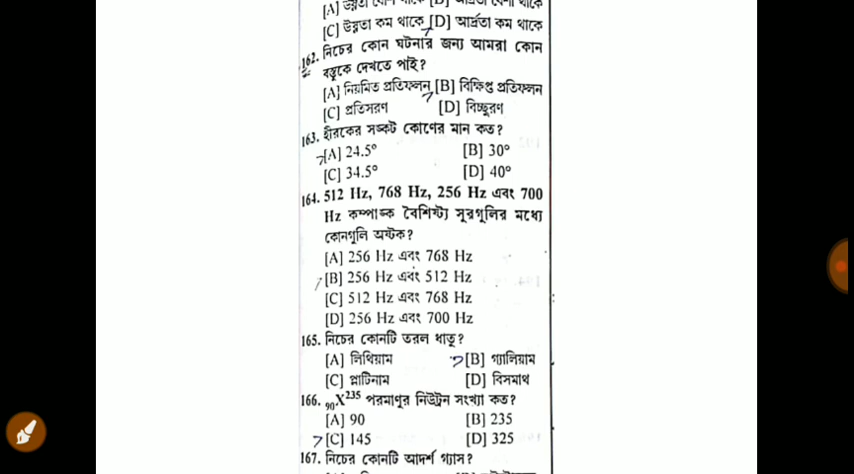 [C] উষ্ণতা কম থাকে [D] আর্দ্রতা কম থাকে
162. নিচের কোন ঘটনার জন্য আমরা কোন
বস্তুকে দেখতে পাই?
[A] নিয়মিত প্রতিফলন [B] বিক্ষিপ্ত প্রতিফলন
[C] প্রতিসরণ [D] বিচ্ছুরণ
163. হীরকের সঙ্কট কোণের মান কত?
[A] 24.5° [B] 30°
[C] 34.5° [D] 40°
164. 512 Hz, 768 Hz, 256 Hz এবং 700
Hz কম্পাঙ্ক বৈশিষ্ট্য সুরগুলির মধ্যে
কোনগুলি অষ্টক?
[A] 256 Hz এবং 768 Hz
[B] 256 Hz এবং 512 Hz
[C] 512 Hz এবং 768 Hz
[D] 256 Hz এবং 700 Hz
165. নিচের কোনটি তরল ধাতু?
[A] লিথিয়াম [B] গ্যালিয়াম
[C] প্লাটিনাম [D] বিসমাথ
166. ₉₀X²³⁵ পরমাণুর নিউট্রন সংখ্যা কত?
[A] 90 [B] 235
[C] 145 [D] 325
167. নিচের কোনটি আদর্শ গ্যাস?